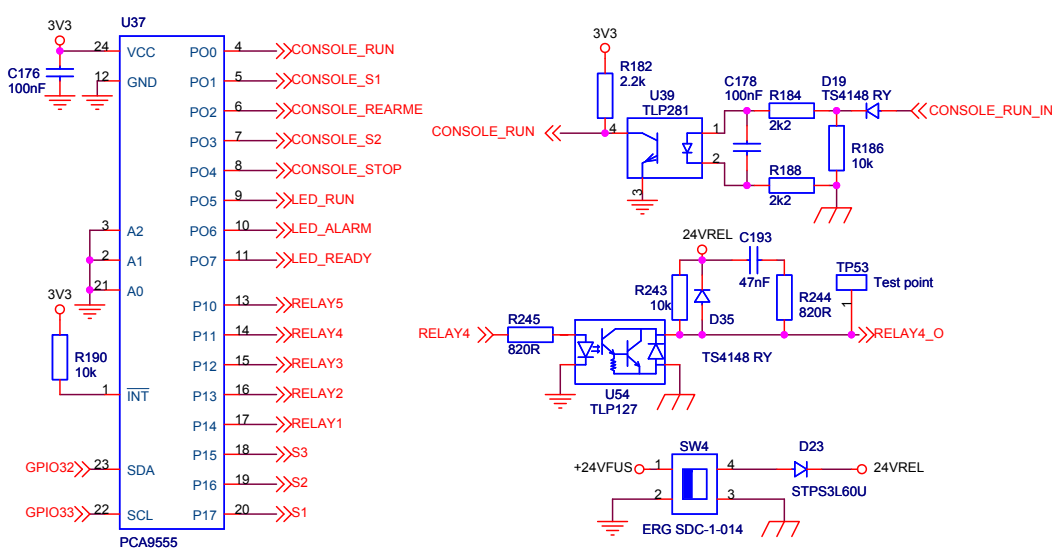 U37
3V3
24
VCC
PO0
4
CONSOLE_RUN
C176
100nF
12
GND
PO1
5
CONSOLE_S1
PO2
6
CONSOLE_REARME
PO3
7
CONSOLE_S2
PO4
8
CONSOLE_STOP
PO5
9
LED_RUN
3
A2
PO6
10
LED_ALARM
2
A1
PO7
11
LED_READY
21
A0
3V3
P10
13
RELAY5
P11
14
RELAY4
R190
10k
P12
15
RELAY3
1
INT
P13
16
RELAY2
P14
17
RELAY1
P15
18
S3
GPIO32
23
SDA
P16
19
S2
GPIO33
22
SCL
P17
20
S1
PCA9555
3V3
R182
2.2k
U39
TLP281
C178
100nF
R184
2k2
D19
TS4148 RY
CONSOLE_RUN_IN
CONSOLE_RUN
4
1
2
3
R186
10k
R188
2k2
24VREL
C193
47nF
TP53
Test point
1
R243
10k
D35
TS4148 RY
R244
820R
RELAY4
R245
820R
RELAY4_O
U54
TLP127
SW4
+24VFUS
1
4
D23
24VREL
STPS3L60U
2
3
ERG SDC-1-014